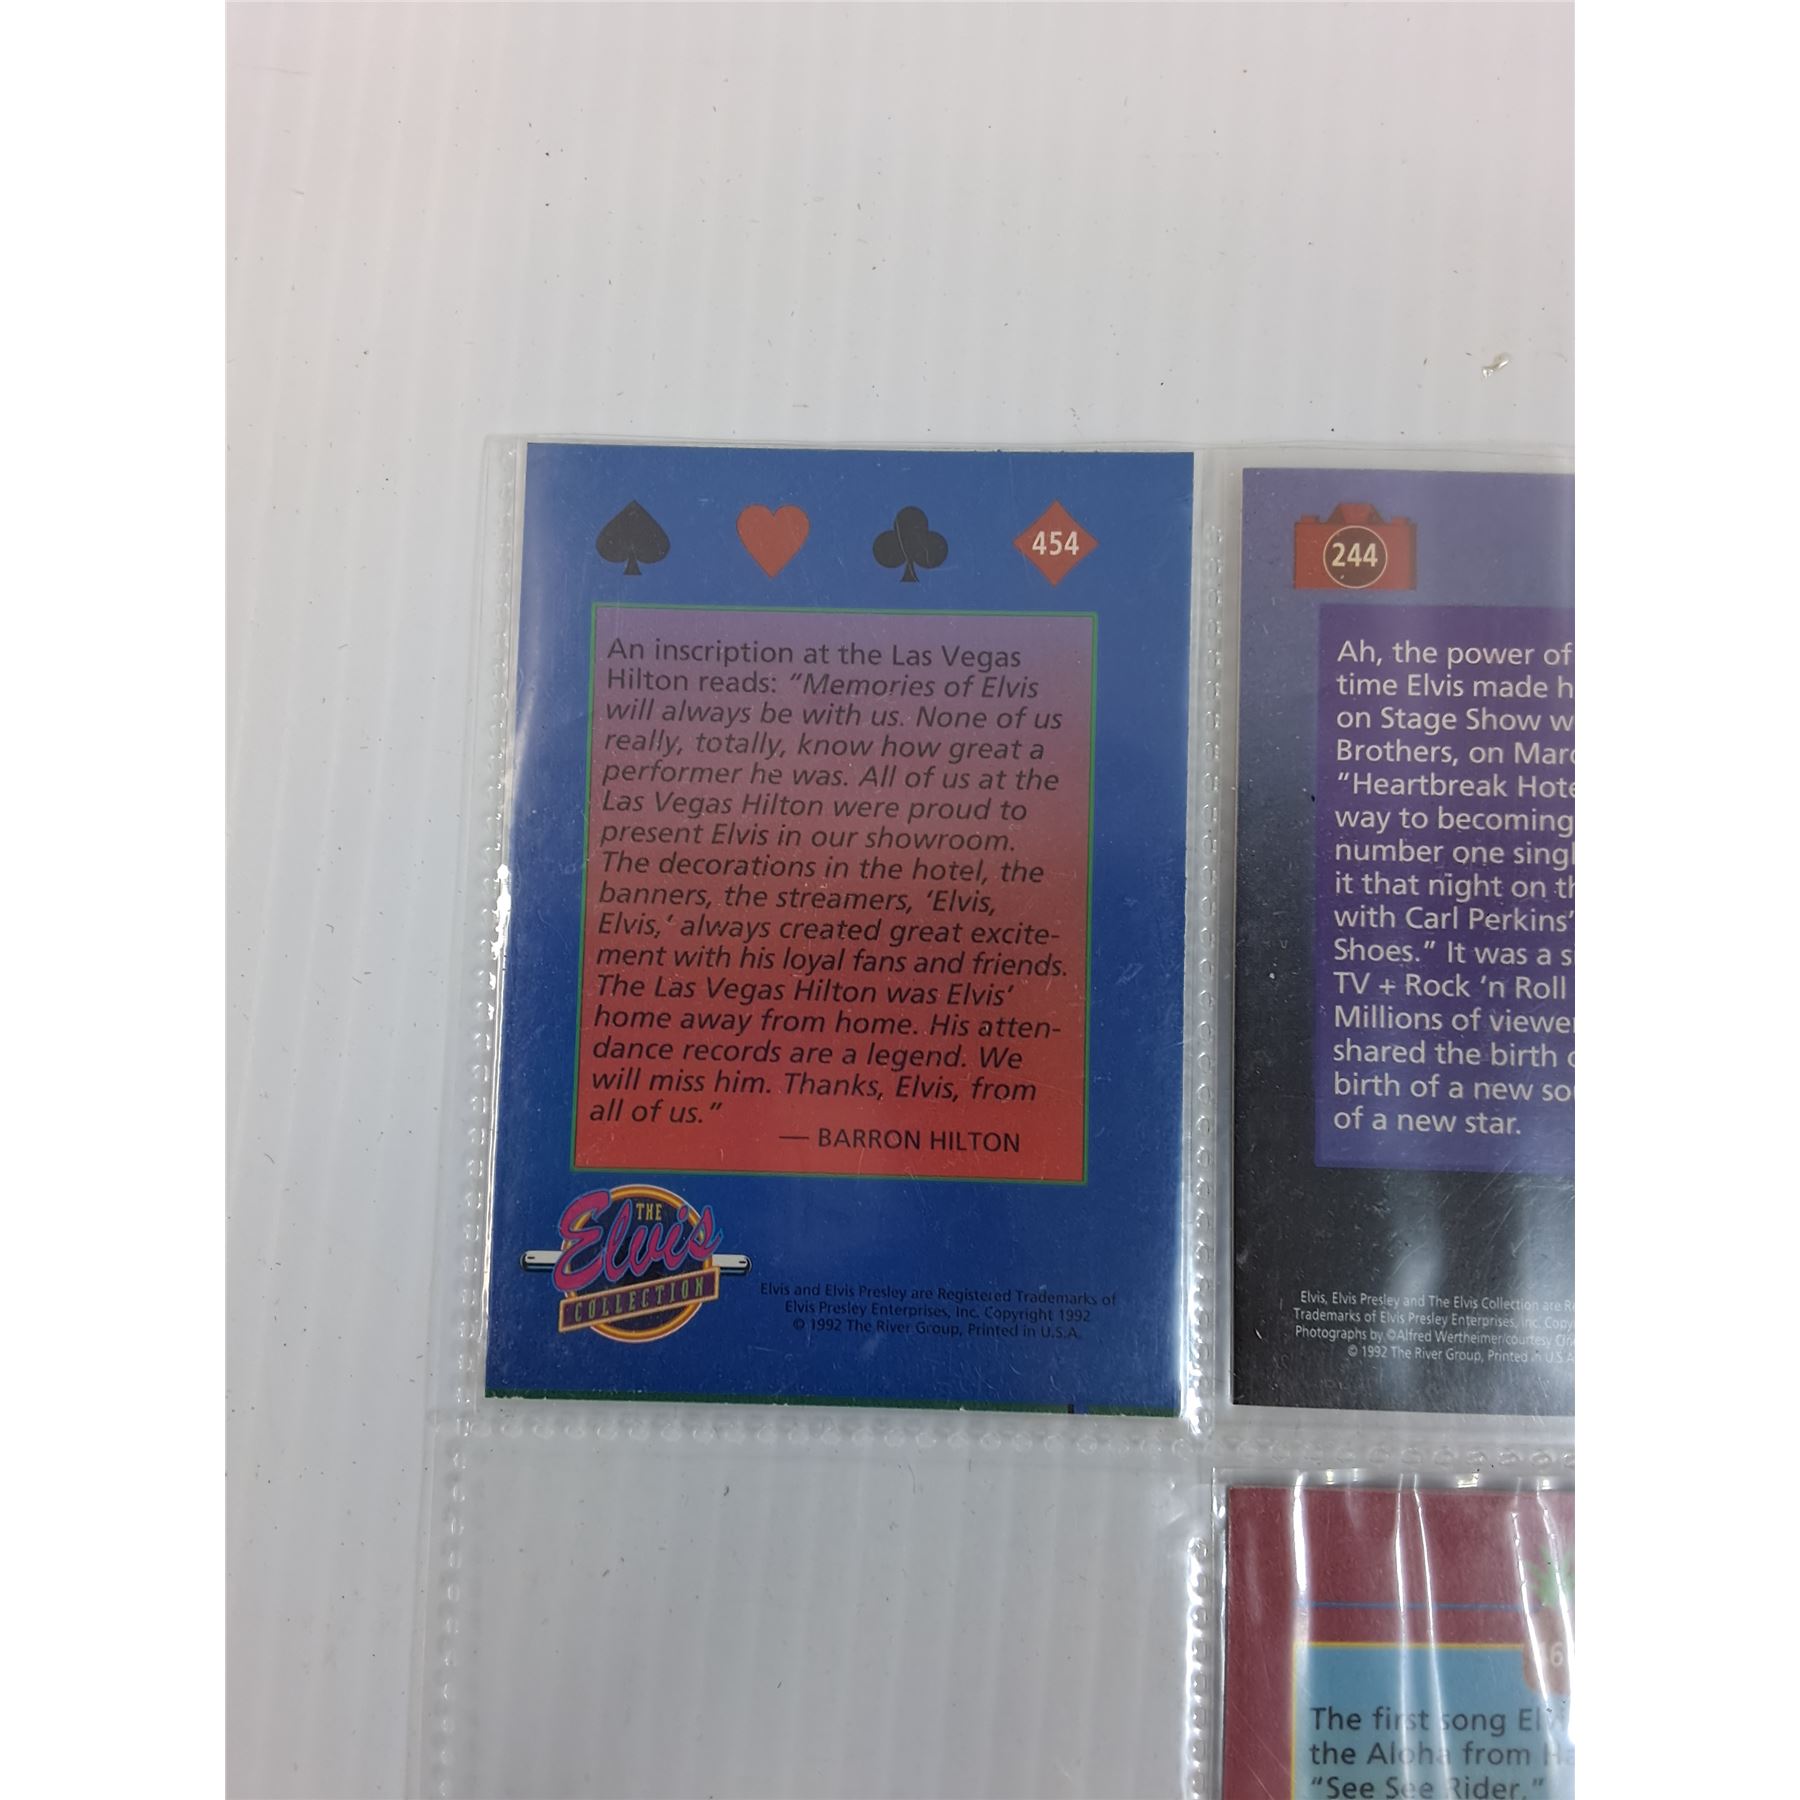 454
An inscription at the Las Vegas
Hilton reads: “Memories of Elvis
will always be with us. None of us
really, totally, know how great a
performer he was. All of us at the
Las Vegas Hilton were proud to
present Elvis in our showroom.
The decorations in the hotel, the
banners, the streamers, ‘Elvis,
Elvis,’ always created great excite-
ment with his loyal fans and friends.
The Las Vegas Hilton was Elvis’
home away from home. His atten-
dance records are a legend. We
will miss him. Thanks, Elvis, from
all of us.”
— BARRON HILTON
THE
Elvis
COLLECTION
Elvis and Elvis Presley are Registered Trademarks of
Elvis Presley Enterprises, Inc. Copyright 1992
© 1992 The River Group, Printed in U.S.A.
244
Ah, the power of
time Elvis made h
on Stage Show w
Brothers, on Marc
“Heartbreak Hote
way to becoming
number one singl
it that night on th
with Carl Perkins’
Shoes.” It was a s
TV + Rock ’n Roll
Millions of viewe
shared the birth
birth of a new so
of a new star.
Elvis, Elvis Presley and The Elvis Collection are R
Trademarks of Elvis Presley Enterprises, Inc. Copy
Photographs by ©Alfred Wertheimer/courtesy
© 1992 The River Group, Printed in U.S.A
The first song Elvi
the Aloha from Ha
“See See Rider.”